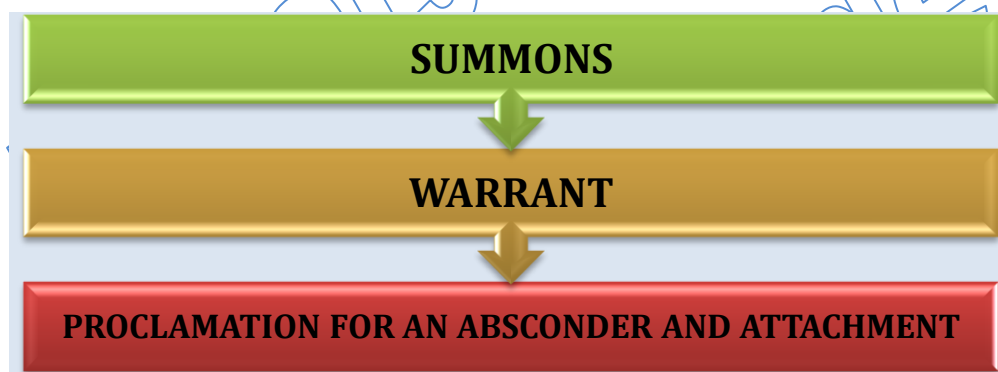 SUMMONS
WARRANT
PROCLAMATION FOR AN ABSCONDER AND ATTACHMENT